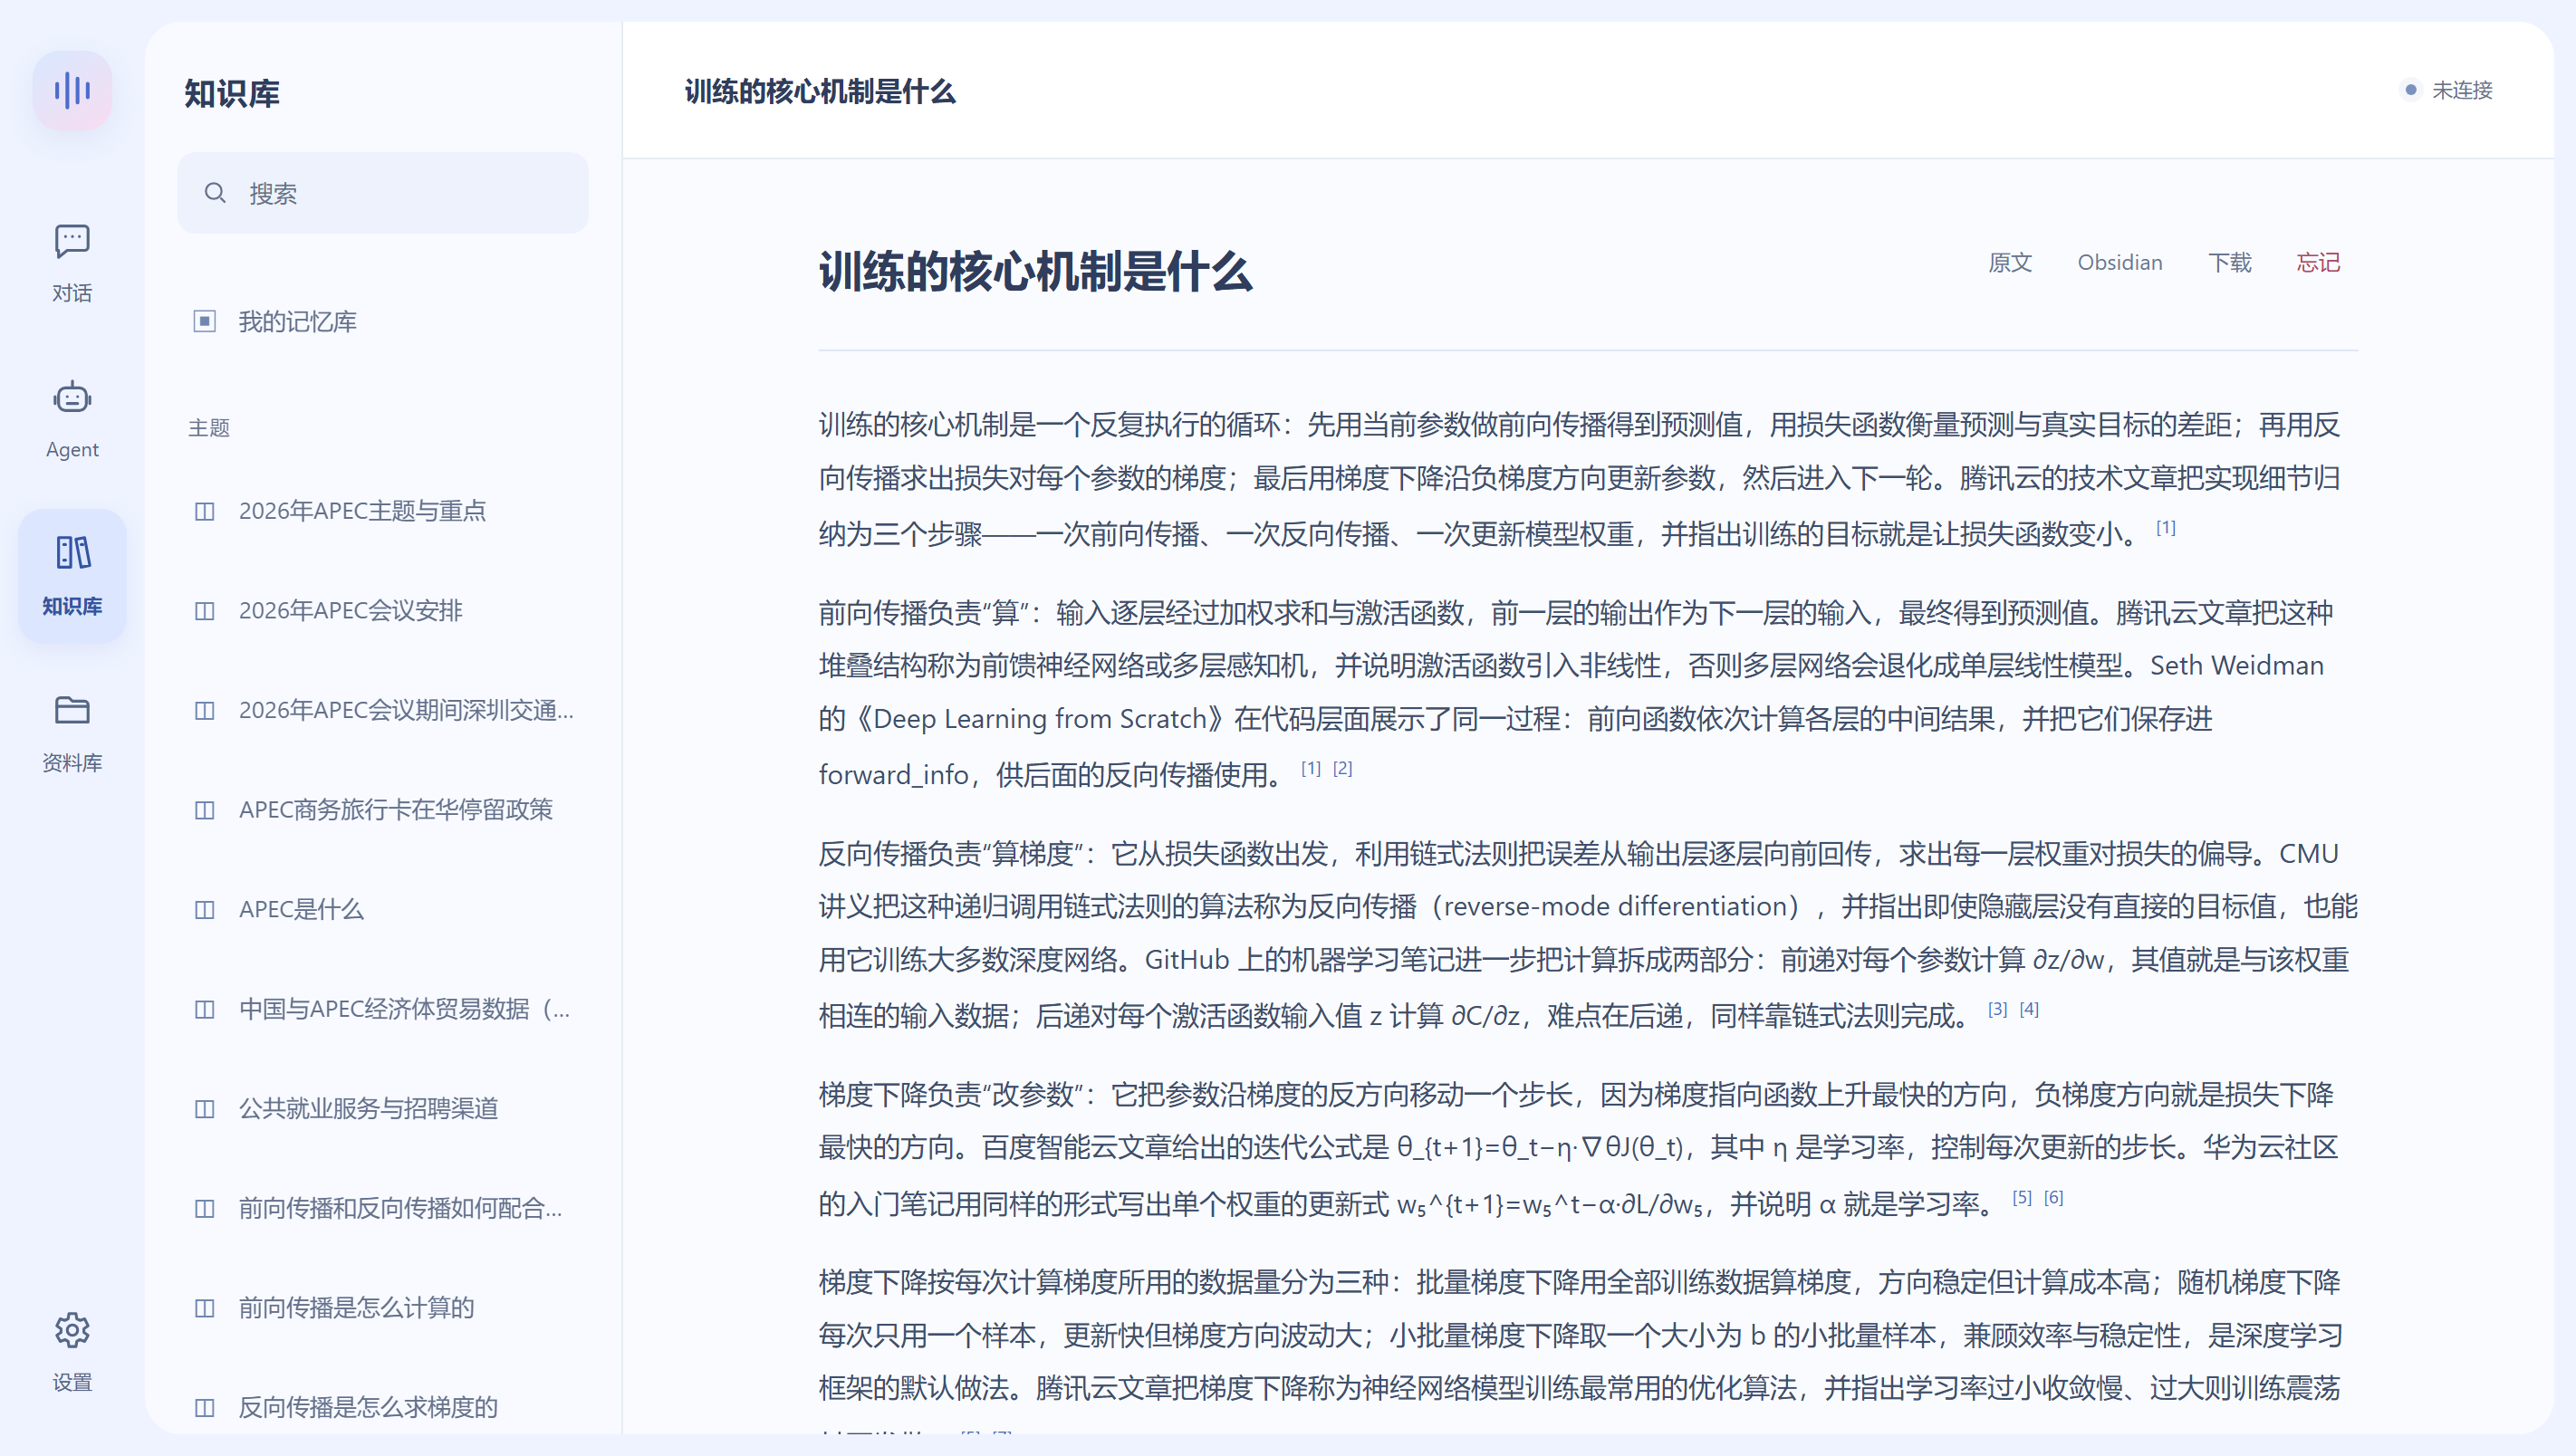 对话
Agent
知识库
资料库
设置
知识库
搜索
我的记忆库
主题
2026年APEC主题与重点
2026年APEC会议安排
2026年APEC会议期间深圳交通...
APEC商务旅行卡在华停留政策
APEC是什么
中国与APEC经济体贸易数据（...
公共就业服务与招聘渠道
前向传播和反向传播如何配合...
前向传播是怎么计算的
反向传播是怎么求梯度的
训练的核心机制是什么
未连接
训练的核心机制是什么
原文 Obsidian 下载 忘记
训练的核心机制是一个反复执行的循环：先用当前参数做前向传播得到预测值，用损失函数衡量预测与真实目标的差距；再用反
向传播求出损失对每个参数的梯度；最后用梯度下降沿负梯度方向更新参数，然后进入下一轮。腾讯云的技术文章把实现细节归
纳为三个步骤——一次前向传播、一次反向传播、一次更新模型权重，并指出训练的目标就是让损失函数变小。 [1]
前向传播负责“算”：输入逐层经过加权求和与激活函数，前一层的输出作为下一层的输入，最终得到预测值。腾讯云文章把这种
堆叠结构称为前馈神经网络或多层感知机，并说明激活函数引入非线性，否则多层网络会退化成单层线性模型。Seth Weidman
的《Deep Learning from Scratch》在代码层面展示了同一过程：前向函数依次计算各层的中间结果，并把它们保存进
forward_info，供后面的反向传播使用。 [1] [2]
反向传播负责“算梯度”：它从损失函数出发，利用链式法则把误差从输出层逐层向前回传，求出每一层权重对损失的偏导。CMU
讲义把这种递归调用链式法则的算法称为反向传播（reverse-mode differentiation），并指出即使隐藏层没有直接的目标值，也能
用它训练大多数深度网络。GitHub 上的机器学习笔记进一步把计算拆成两部分：前递对每个参数计算 ∂z/∂w，其值就是与该权重
相连的输入数据；后递对每个激活函数输入值 z 计算 ∂C/∂z，难点在后递，同样靠链式法则完成。 [3] [4]
梯度下降负责“改参数”：它把参数沿梯度的反方向移动一个步长，因为梯度指向函数上升最快的方向，负梯度方向就是损失下降
最快的方向。百度智能云文章给出的迭代公式是 θ_{t+1}=θ_t−η·∇θJ(θ_t)，其中 η 是学习率，控制每次更新的步长。华为云社区
的入门笔记用同样的形式写出单个权重的更新式 w₅^{t+1}=w₅^t−α·∂L/∂w₅，并说明 α 就是学习率。 [5] [6]
梯度下降按每次计算梯度所用的数据量分为三种：批量梯度下降用全部训练数据算梯度，方向稳定但计算成本高；随机梯度下降
每次只用一个样本，更新快但梯度方向波动大；小批量梯度下降取一个大小为 b 的小批量样本，兼顾效率与稳定性，是深度学习
框架的默认做法。腾讯云文章把梯度下降称为神经网络模型训练最常用的优化算法，并指出学习率过小收敛慢、过大则训练震荡